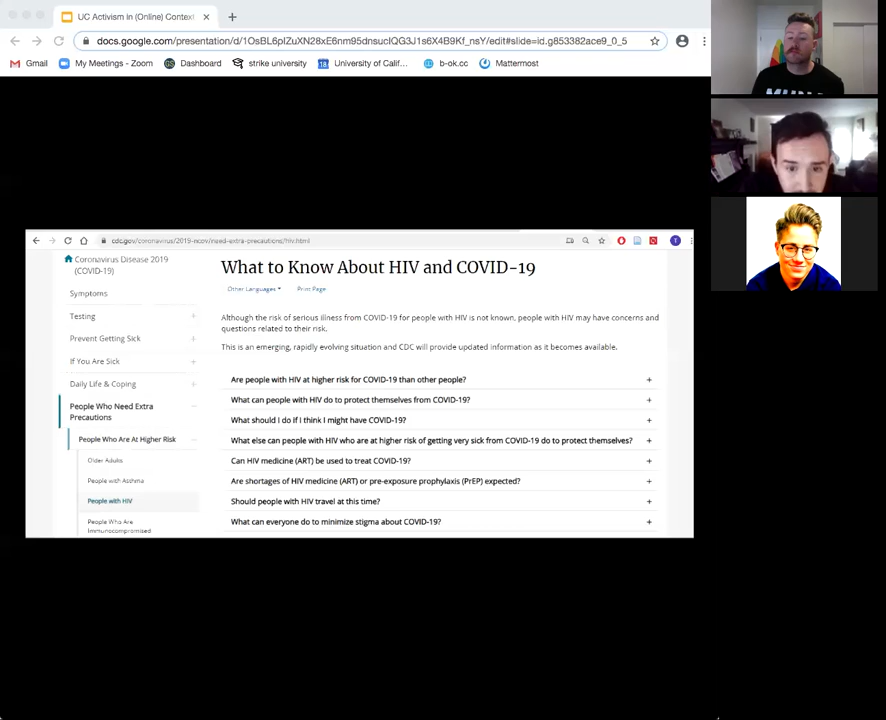 UC Activism In (Online) Context
docs.google.com/presentation/d/1OsBL6pIZuXN28xE6nm95dnsucIQG3J1s6X4B9Kf_nsY/edit#slide=id.g853382ace9_0_5
Gmail My Meetings - Zoom Dashboard strike university University of Calif... b-ok.cc Mattermost
cdc.gov/coronavirus/2019-ncov/need-extra-precautions/hiv.html
Coronavirus Disease 2019
(COVID-19)
Symptoms
Testing
Prevent Getting Sick
If You Are Sick
Daily Life & Coping
People Who Need Extra
Precautions
People Who Are At Higher Risk
Older Adults
People with Asthma
People with HIV
People Who Are
Immunocompromised
What to Know About HIV and COVID-19
Other Languages Print Page
Although the risk of serious illness from COVID-19 for people with HIV is not known, people with HIV may have concerns and
questions related to their risk.
This is an emerging, rapidly evolving situation and CDC will provide updated information as it becomes available.
Are people with HIV at higher risk for COVID-19 than other people?
What can people with HIV do to protect themselves from COVID-19?
What should I do if I think I might have COVID-19?
What else can people with HIV who are at higher risk of getting very sick from COVID-19 do to protect themselves?
Can HIV medicine (ART) be used to treat COVID-19?
Are shortages of HIV medicine (ART) or pre-exposure prophylaxis (PrEP) expected?
Should people with HIV travel at this time?
What can everyone do to minimize stigma about COVID-19?